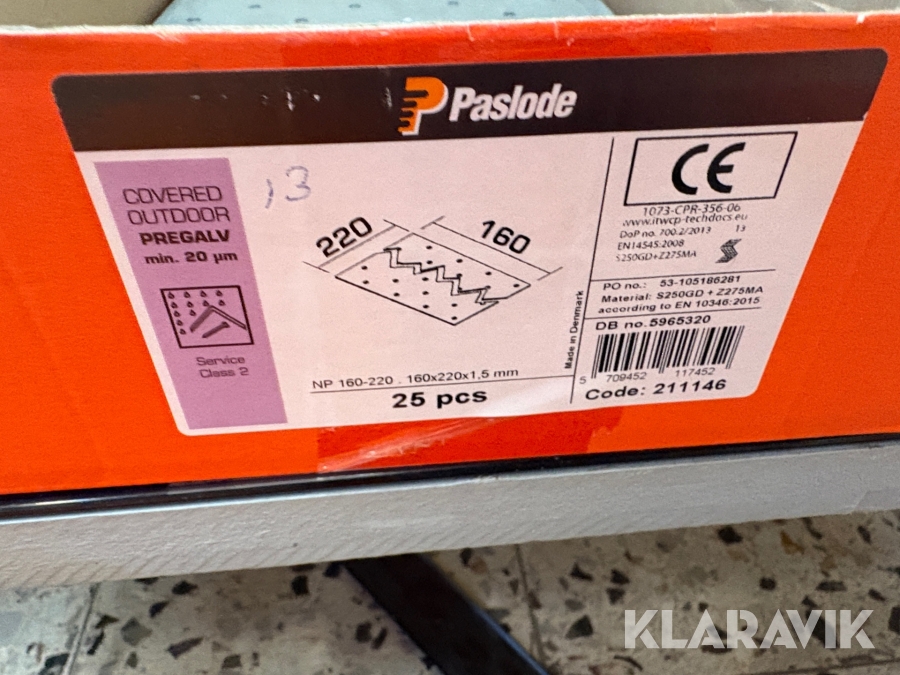 Paslode
COVERED
OUTDOOR
PREGALV
min. 20 µm
Service
Class 2
13
220
160
NP 160-220 . 160x220x1,5 mm
25 pcs
Made in Denmark
CE
1073-CPR-356-06
www.itwcp-techdocs.eu
DoP no. 700.2/2013 13
EN14545:2008
S250GD+Z275MA
PO no.: 53-105186281
Material: S250GD + Z275MA
according to EN 10346:2015
DB no.5965320
5 709452 117452
Code: 211146
KLARAVIK